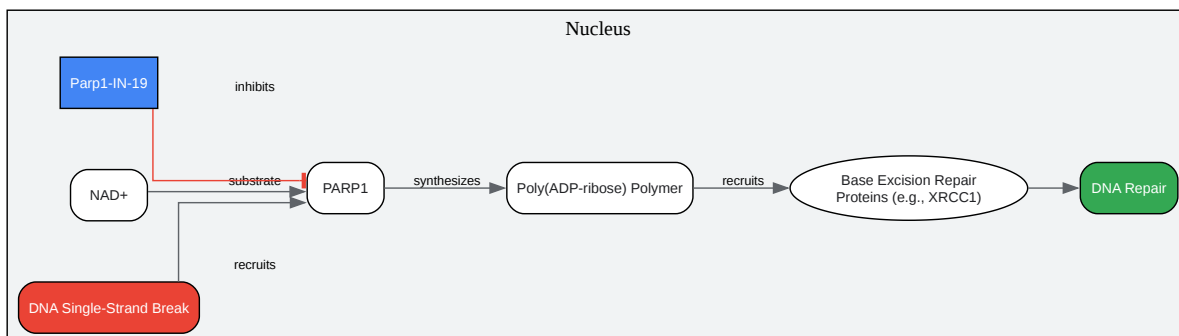 Nucleus
Parp1-IN-19
inhibits
NAD+
substrate
PARP1
synthesizes
Poly(ADP-ribose) Polymer
recruits
Base Excision Repair
Proteins (e.g., XRCC1)
DNA Repair
recruits
DNA Single-Strand Break